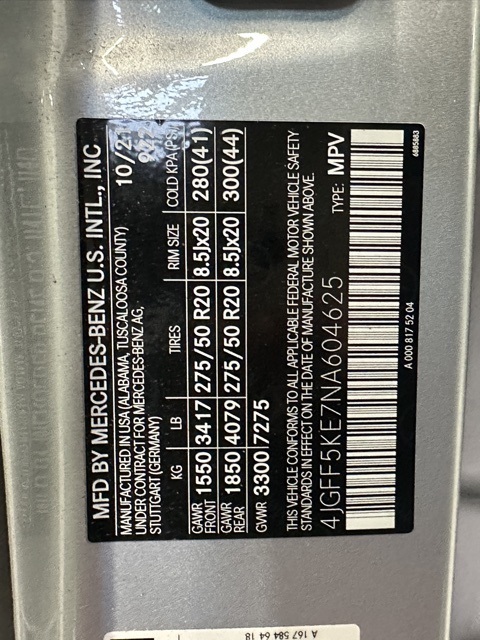 MFD BY MERCEDES-BENZ U.S. INTL., INC.
MANUFACTURED IN USA (ALABAMA, TUSCALOOSA COUNTY) 10/21
UNDER CONTRACT FOR MERCEDES-BENZ AG,
STUTTGART (GERMANY)
KG LB TIRES RIM SIZE COLD KPA (PSI)
GAWR FRONT 1550 3417 275/50 R20 8.5Jx20 280(41)
GAWR REAR 1850 4079 275/50 R20 8.5Jx20 300(44)
GVWR 3300 7275
THIS VEHICLE CONFORMS TO ALL APPLICABLE FEDERAL MOTOR VEHICLE SAFETY
STANDARDS IN EFFECT ON THE DATE OF MANUFACTURE SHOWN ABOVE.
4JGFF5KE7NA604625 TYPE: MPV
A 000 817 52 04 6885883
A 167 584 64 18